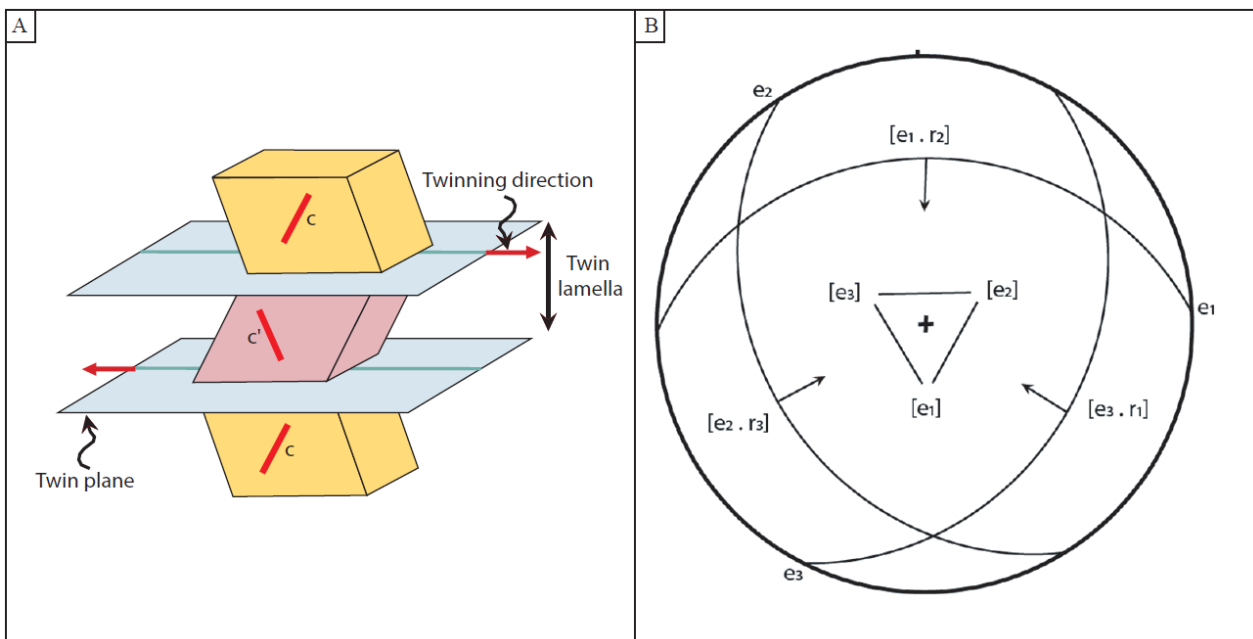 A
Twinning direction
c
Twin
lamella
c'
c
Twin plane
B
e₂
[e₁ . r₂]
[e₃]
[e₂]
e₁
[e₁]
[e₂ . r₃]
[e₃ . r₁]
e₃